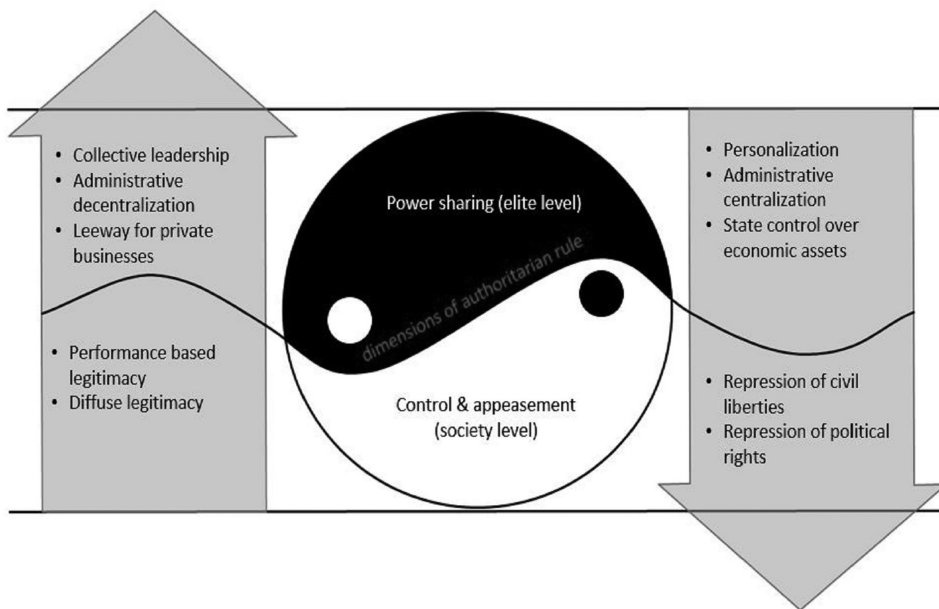 • Collective leadership
• Administrative
decentralization
• Leeway for private
businesses
• Performance based
legitimacy
• Diffuse legitimacy
Power sharing (elite level)
dimensions of authoritarian rule
Control & appeasement
(society level)
• Personalization
• Administrative
centralization
• State control over
economic assets
• Repression of civil
liberties
• Repression of political
rights